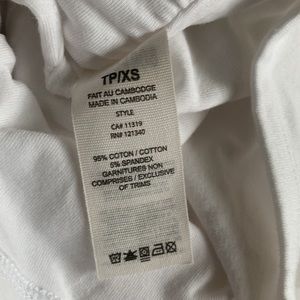 TP/XS
FAIT AU CAMBODGE
MADE IN CAMBODIA
STYLE
CA# 11319
RN# 121340
95% COTON / COTTON
5% SPANDEX
GARNITURES NON
COMPRISES / EXCLUSIVE
OF TRIMS